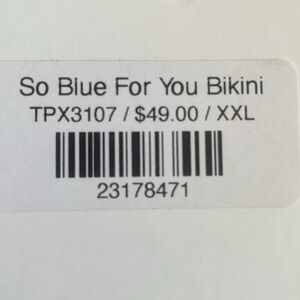 So Blue For You Bikini
TPX3107 / $49.00 / XXL
23178471